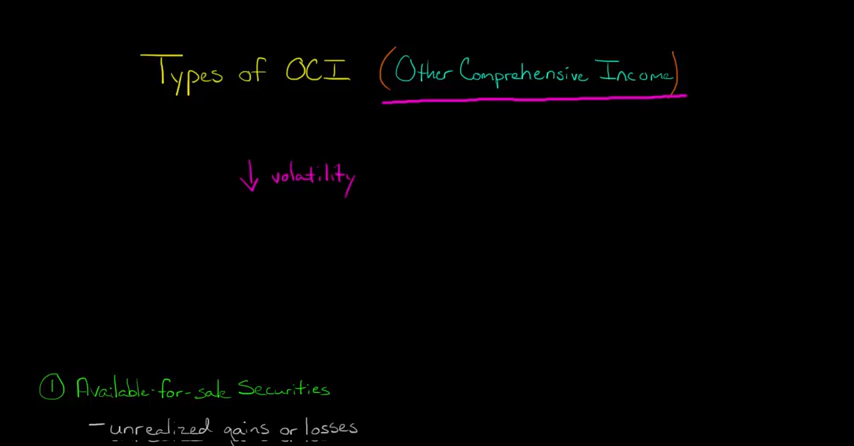 Types of OCI (Other Comprehensive Income)
↓ volatility
① Available-for-sale Securities
- unrealized gains or losses